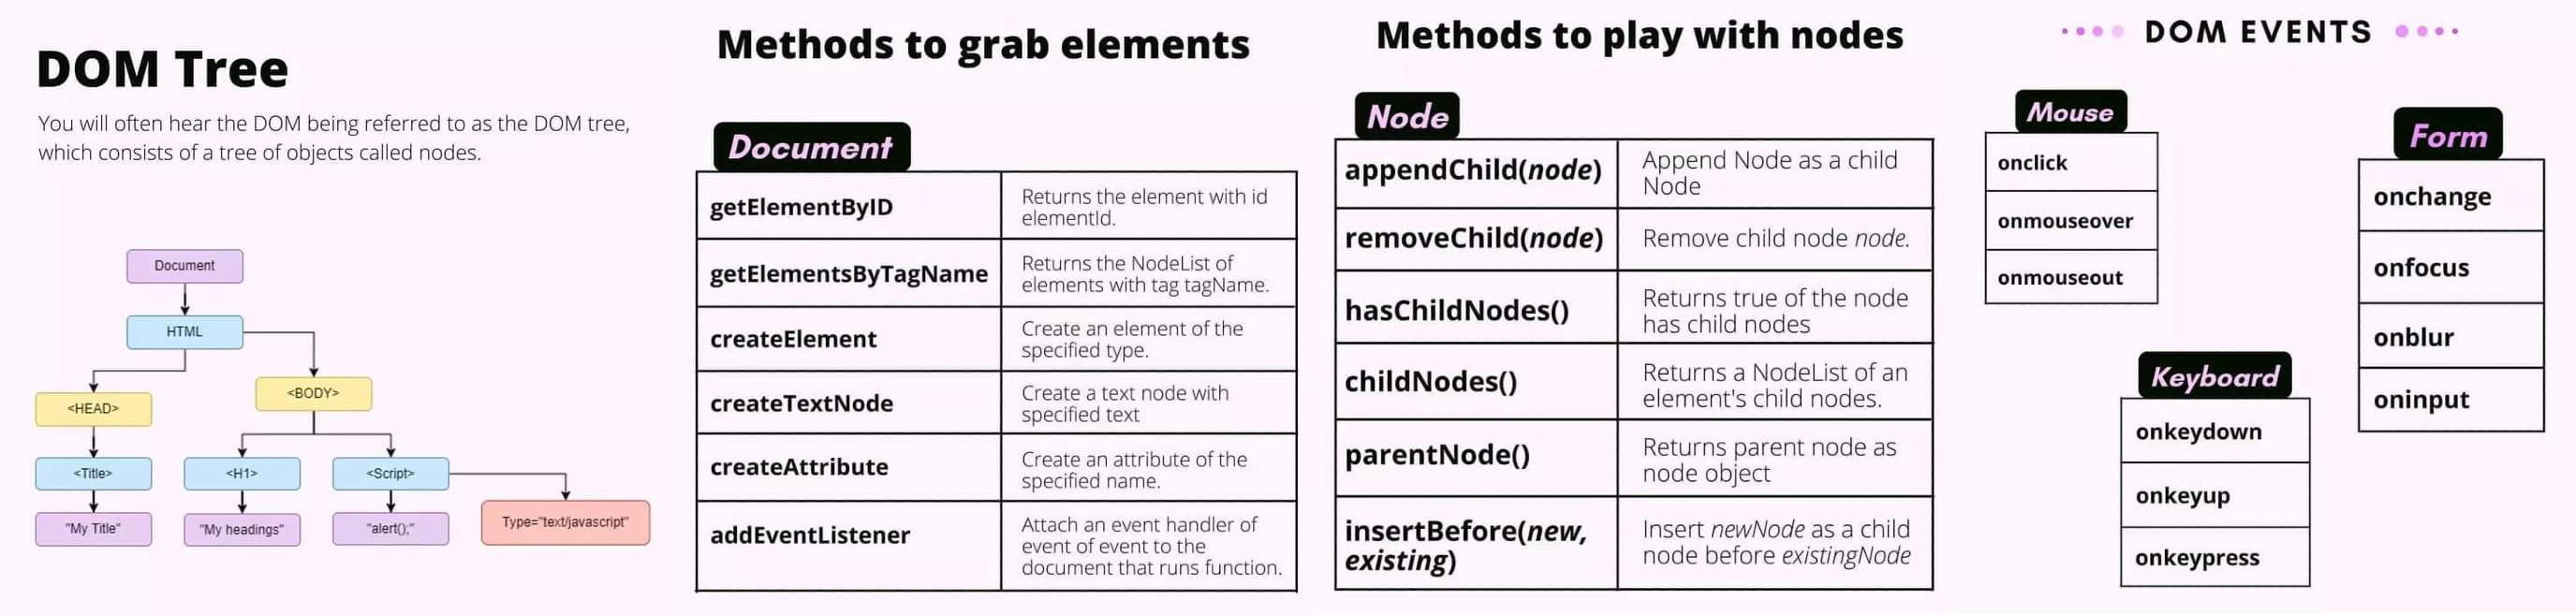 DOM Tree
You will often hear the DOM being referred to as the DOM tree,
which consists of a tree of objects called nodes.
Document
HTML
<HEAD>
<BODY>
<Title>
<H1>
<Script>
"My Title"
"My headings"
"alert();"
Type="text/javascript"
Methods to grab elements
Document
getElementByID
Returns the element with id
elementId.
getElementsByTagName
Returns the NodeList of
elements with tag tagName.
createElement
Create an element of the
specified type.
createTextNode
Create a text node with
specified text
createAttribute
Create an attribute of the
specified name.
addEventListener
Attach an event handler of
event of event to the
document that runs function.
Methods to play with nodes
Node
appendChild(node)
Append Node as a child
Node
removeChild(node)
Remove child node node.
hasChildNodes()
Returns true of the node
has child nodes
childNodes()
Returns a NodeList of an
element's child nodes.
parentNode()
Returns parent node as
node object
insertBefore(new,
existing)
Insert newNode as a child
node before existingNode
DOM EVENTS
Mouse
onclick
onmouseover
onmouseout
Keyboard
onkeydown
onkeyup
onkeypress
Form
onchange
onfocus
onblur
oninput